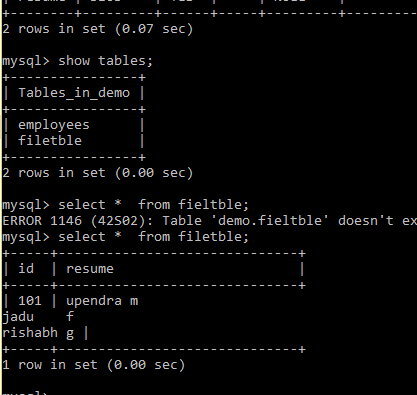 2 rows in set (0.07 sec)
mysql> show tables;
+----------------+
| Tables_in_demo |
+----------------+
| employees      |
| filetble       |
+----------------+
2 rows in set (0.00 sec)
mysql> select *  from fieltble;
ERROR 1146 (42S02): Table 'demo.fieltble' doesn't ex
mysql> select *  from filetble;
+-----+------------------------------+
| id  | resume                       |
+-----+------------------------------+
| 101 | upendra m
jadu    f
rishabh g |
+-----+------------------------------+
1 row in set (0.00 sec)